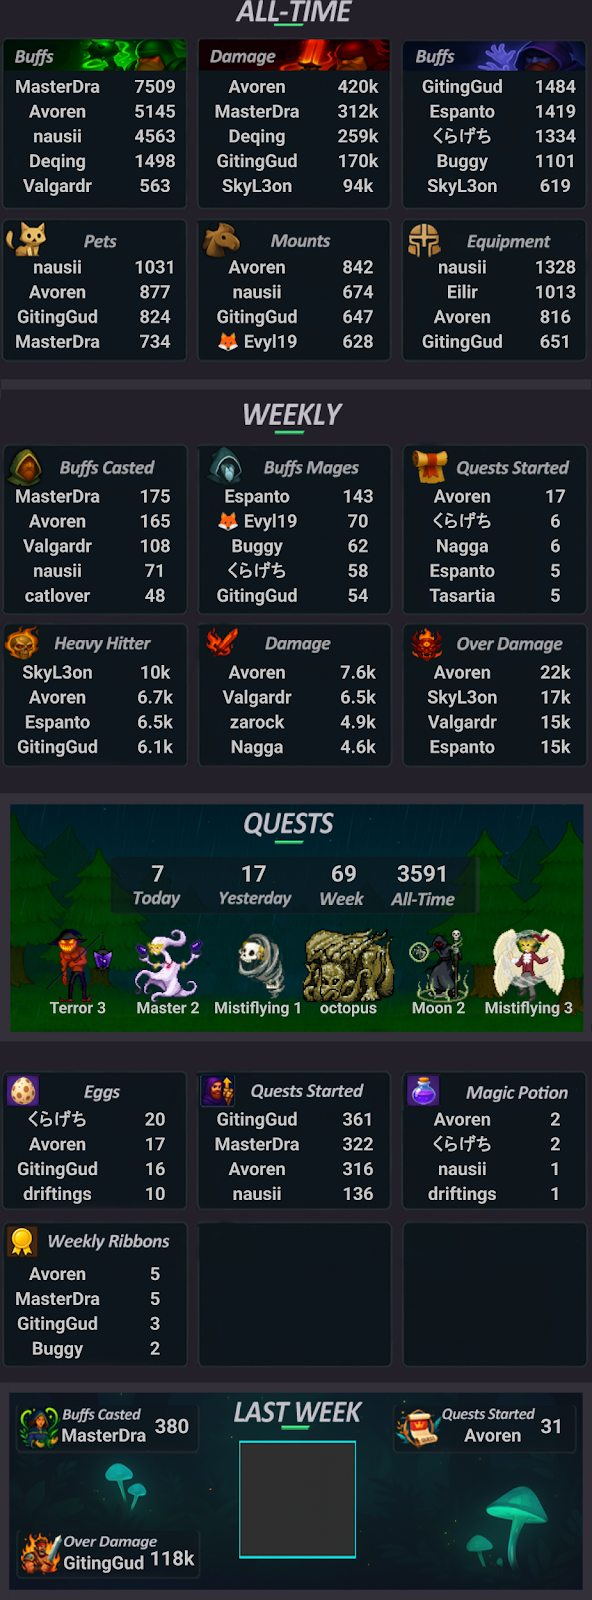 ALL-TIME
Buffs
MasterDra 7509
Avoren 5145
nausii 4563
Deqing 1498
Valgardr 563
Damage
Avoren 420k
MasterDra 312k
Deqing 259k
GitingGud 170k
SkyL3on 94k
Buffs
GitingGud 1484
Espanto 1419
くらげち 1334
Buggy 1101
SkyL3on 619
Pets
nausii 1031
Avoren 877
GitingGud 824
MasterDra 734
Mounts
Avoren 842
nausii 674
GitingGud 647
🦊 Evyl19 628
Equipment
nausii 1328
Eilir 1013
Avoren 816
GitingGud 651
WEEKLY
Buffs Casted
MasterDra 175
Avoren 165
Valgardr 108
nausii 71
catlover 48
Buffs Mages
Espanto 143
🦊 Evyl19 70
Buggy 62
くらげち 58
GitingGud 54
Quests Started
Avoren 17
くらげち 6
Nagga 6
Espanto 5
Tasartia 5
Heavy Hitter
SkyL3on 10k
Avoren 6.7k
Espanto 6.5k
GitingGud 6.1k
Damage
Avoren 7.6k
Valgardr 6.5k
zarock 4.9k
Nagga 4.6k
Over Damage
Avoren 22k
SkyL3on 17k
Valgardr 15k
Espanto 15k
QUESTS
7 17 69 3591
Today Yesterday Week All-Time
Terror 3 Master 2 Mistiflying 1 octopus Moon 2 Mistiflying 3
Eggs
くらげち 20
Avoren 17
GitingGud 16
driftings 10
Quests Started
GitingGud 361
MasterDra 322
Avoren 316
nausii 136
Magic Potion
Avoren 2
くらげち 2
nausii 1
driftings 1
Weekly Ribbons
Avoren 5
MasterDra 5
GitingGud 3
Buggy 2
LAST WEEK
Buffs Casted
MasterDra 380
Quests Started
Avoren 31
Over Damage
GitingGud 118k